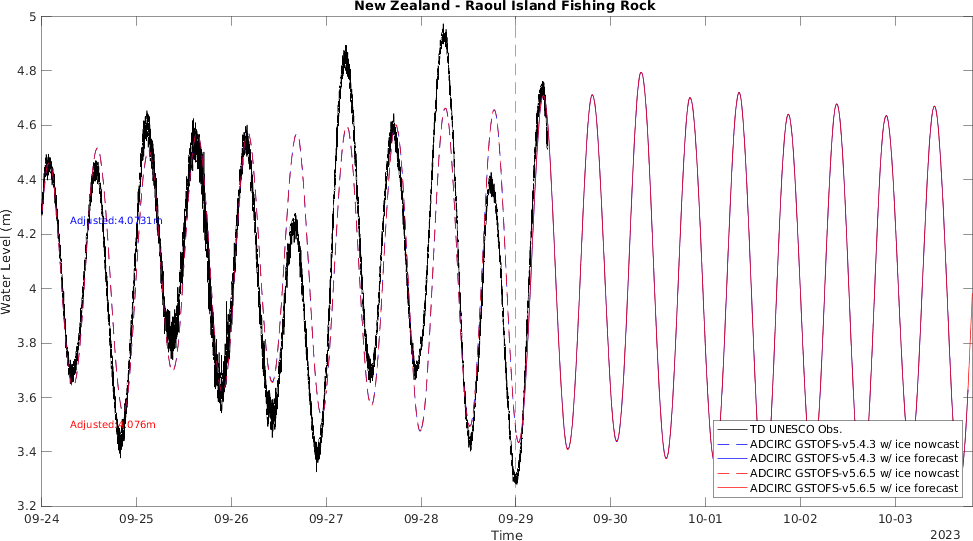 New Zealand - Raoul Island Fishing Rock
5
4.8
4.6
4.4
4.2
4
3.8
3.6
3.4
3.2
Water Level (m)
Adjusted:4.0731m
Adjusted:4.076m
TD UNESCO Obs.
ADCIRC GSTOFS-v5.4.3 w/ ice nowcast
ADCIRC GSTOFS-v5.4.3 w/ ice forecast
ADCIRC GSTOFS-v5.6.5 w/ ice nowcast
ADCIRC GSTOFS-v5.6.5 w/ ice forecast
09-24 09-25 09-26 09-27 09-28 09-29 09-30 10-01 10-02 10-03
Time
2023